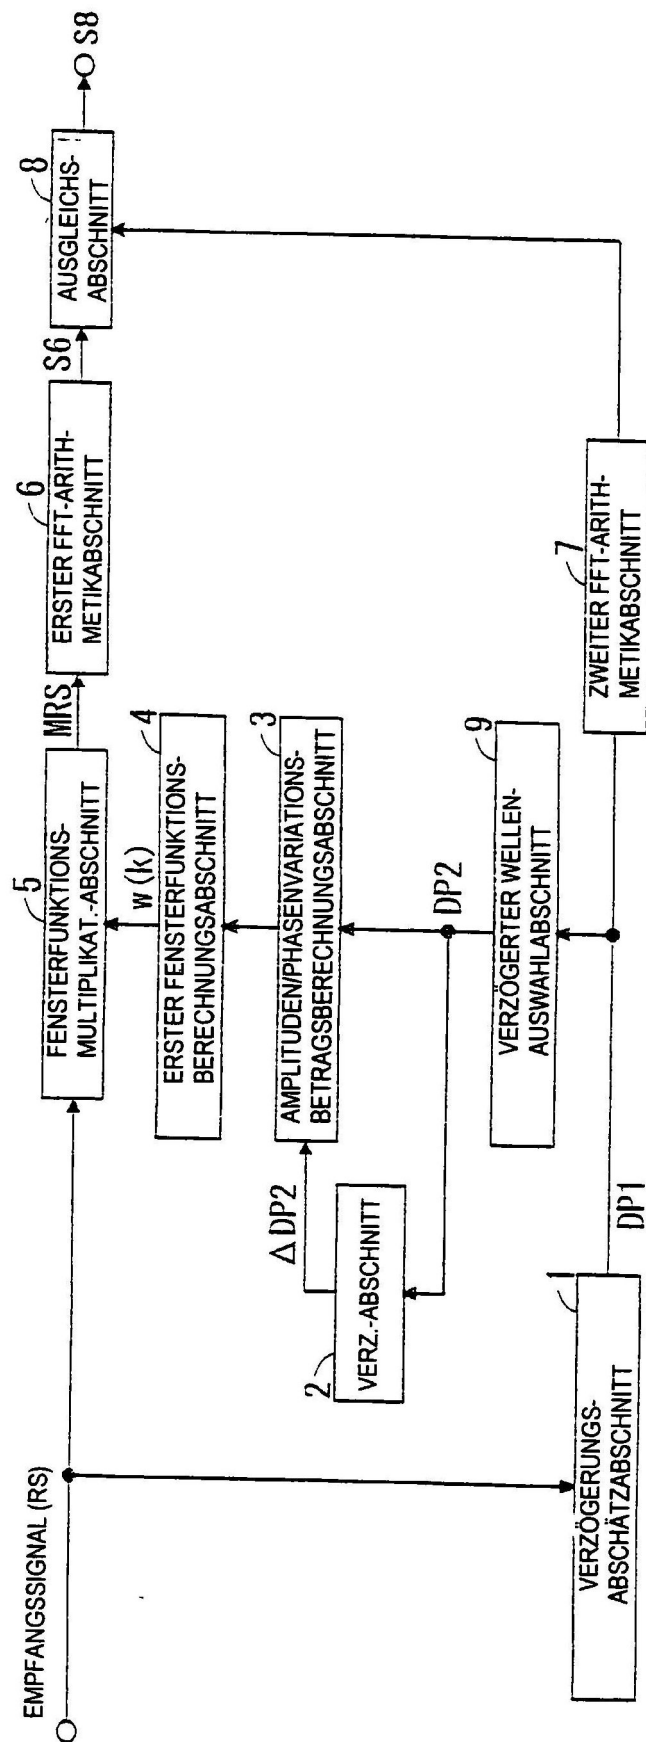 EMPFANGSSIGNAL (RS)
5
FENSTERFUNKTIONS-
MULTIPLIKAT.-ABSCHNITT
MRS
6
ERSTER FFT-ARITH-
METIKABSCHNITT
S6
8
AUSGLEICHS-
ABSCHNITT
S8
w(k)
4
ERSTER FENSTERFUNKTIONS-
BERECHNUNGSABSCHNITT
3
AMPLITUDEN/PHASENVARIATIONS-
BETRAGSBERECHNUNGSABSCHNITT
Δ DP2
2
VERZ.-ABSCHNITT
DP2
9
VERZÖGERTER WELLEN-
AUSWAHLABSCHNITT
1
VERZÖGERUNGS-
ABSCHÄTZABSCHNITT
DP1
7
ZWEITER FFT-ARITH-
METIKABSCHNITT